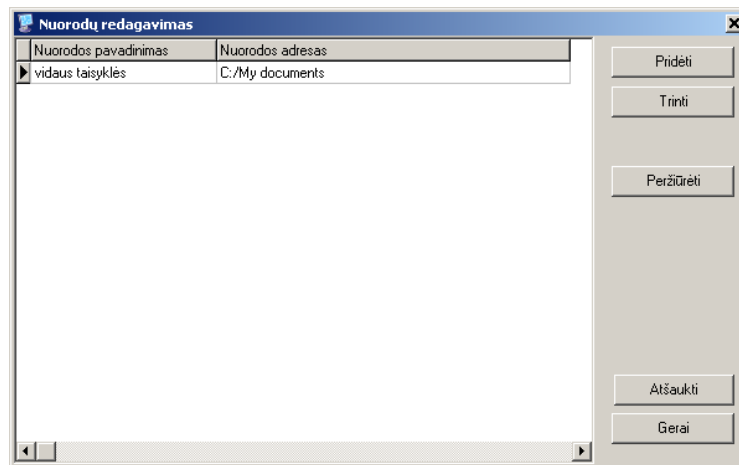 Nuorodų redagavimas
Nuorodos pavadinimas Nuorodos adresas
vidaus taisyklės C:/My documents
Pridėti
Trinti
Peržiūrėti
Atšaukti
Gerai